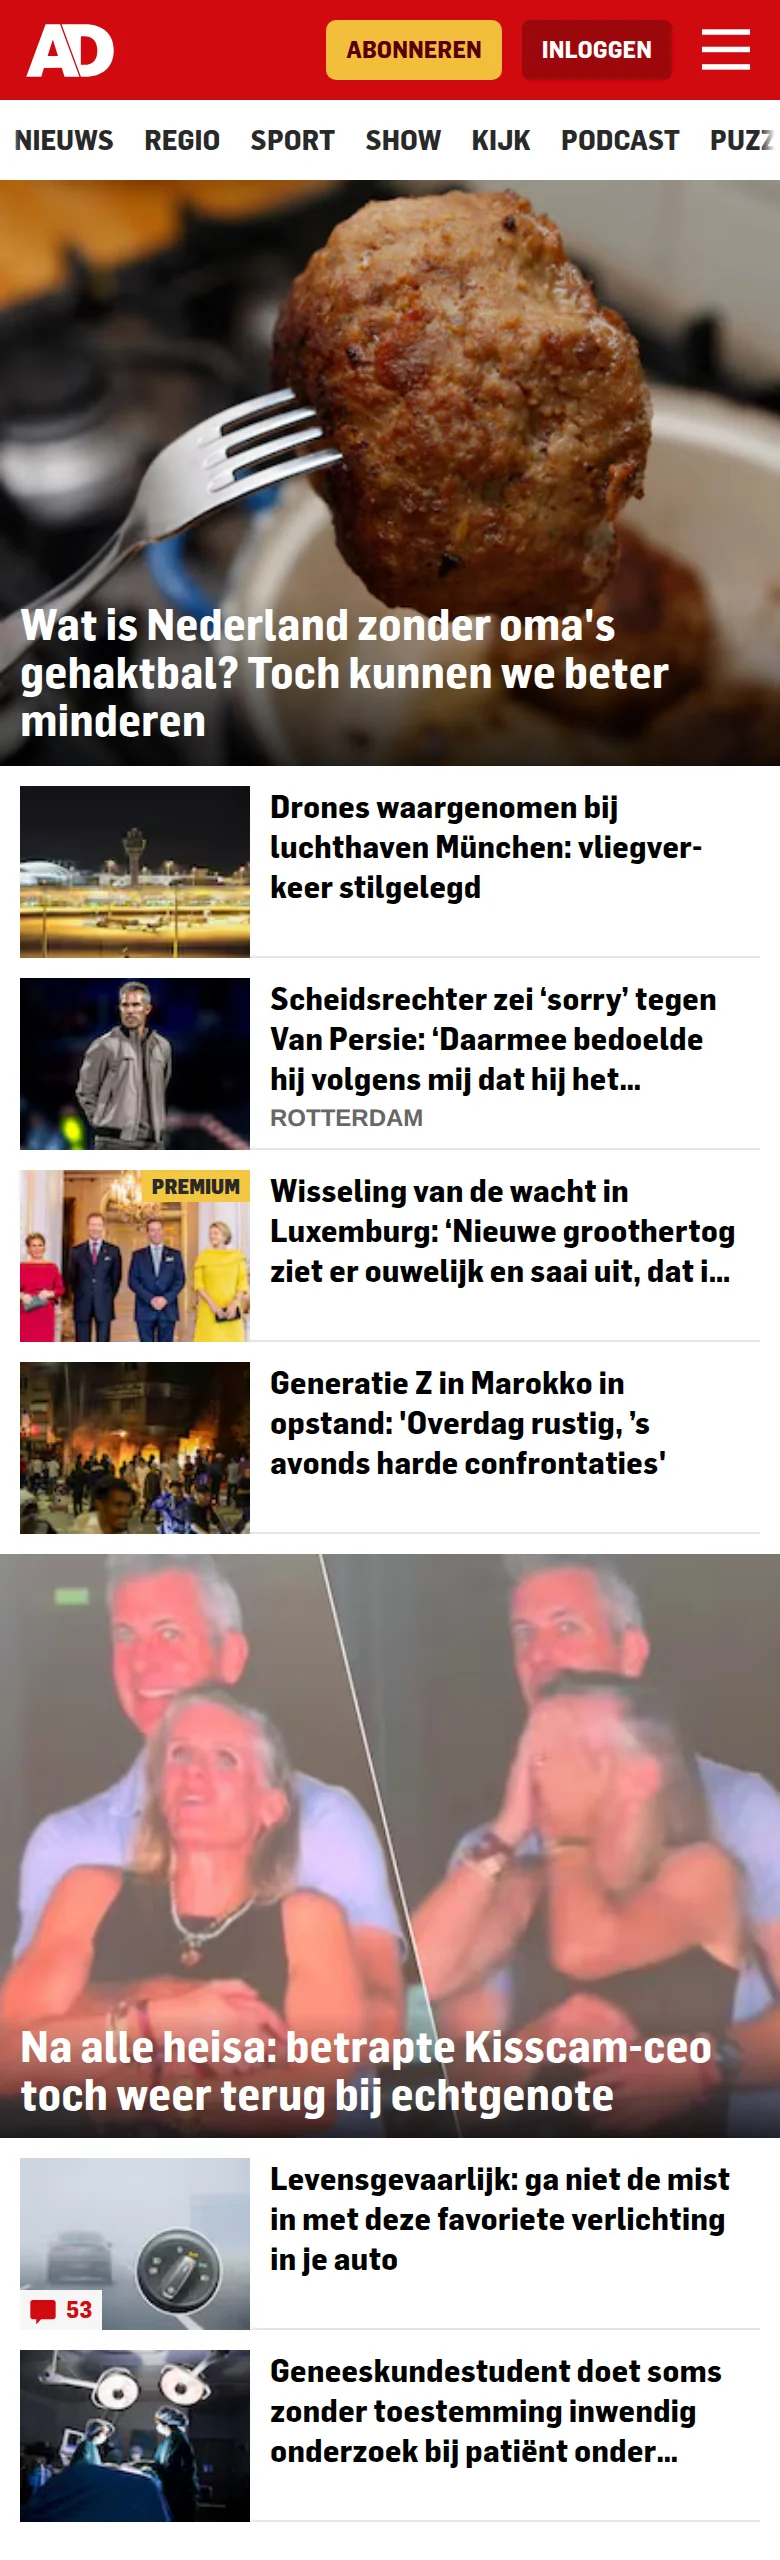 AD
ABONNEREN
INLOGGEN
NIEUWS REGIO SPORT SHOW KIJK PODCAST PUZZ
Wat is Nederland zonder oma's
gehaktbal? Toch kunnen we beter
minderen
Drones waargenomen bij
luchthaven München: vliegver-
keer stilgelegd
Scheidsrechter zei ‘sorry’ tegen
Van Persie: ‘Daarmee bedoelde
hij volgens mij dat hij het...
ROTTERDAM
PREMIUM
Wisseling van de wacht in
Luxemburg: ‘Nieuwe groothertog
ziet er ouwelijk en saai uit, dat i...
Generatie Z in Marokko in
opstand: 'Overdag rustig, ’s
avonds harde confrontaties'
Na alle heisa: betrapte Kisscam-ceo
toch weer terug bij echtgenote
Levensgevaarlijk: ga niet de mist
in met deze favoriete verlichting
in je auto
53
Geneeskundestudent doet soms
zonder toestemming inwendig
onderzoek bij patiënt onder...